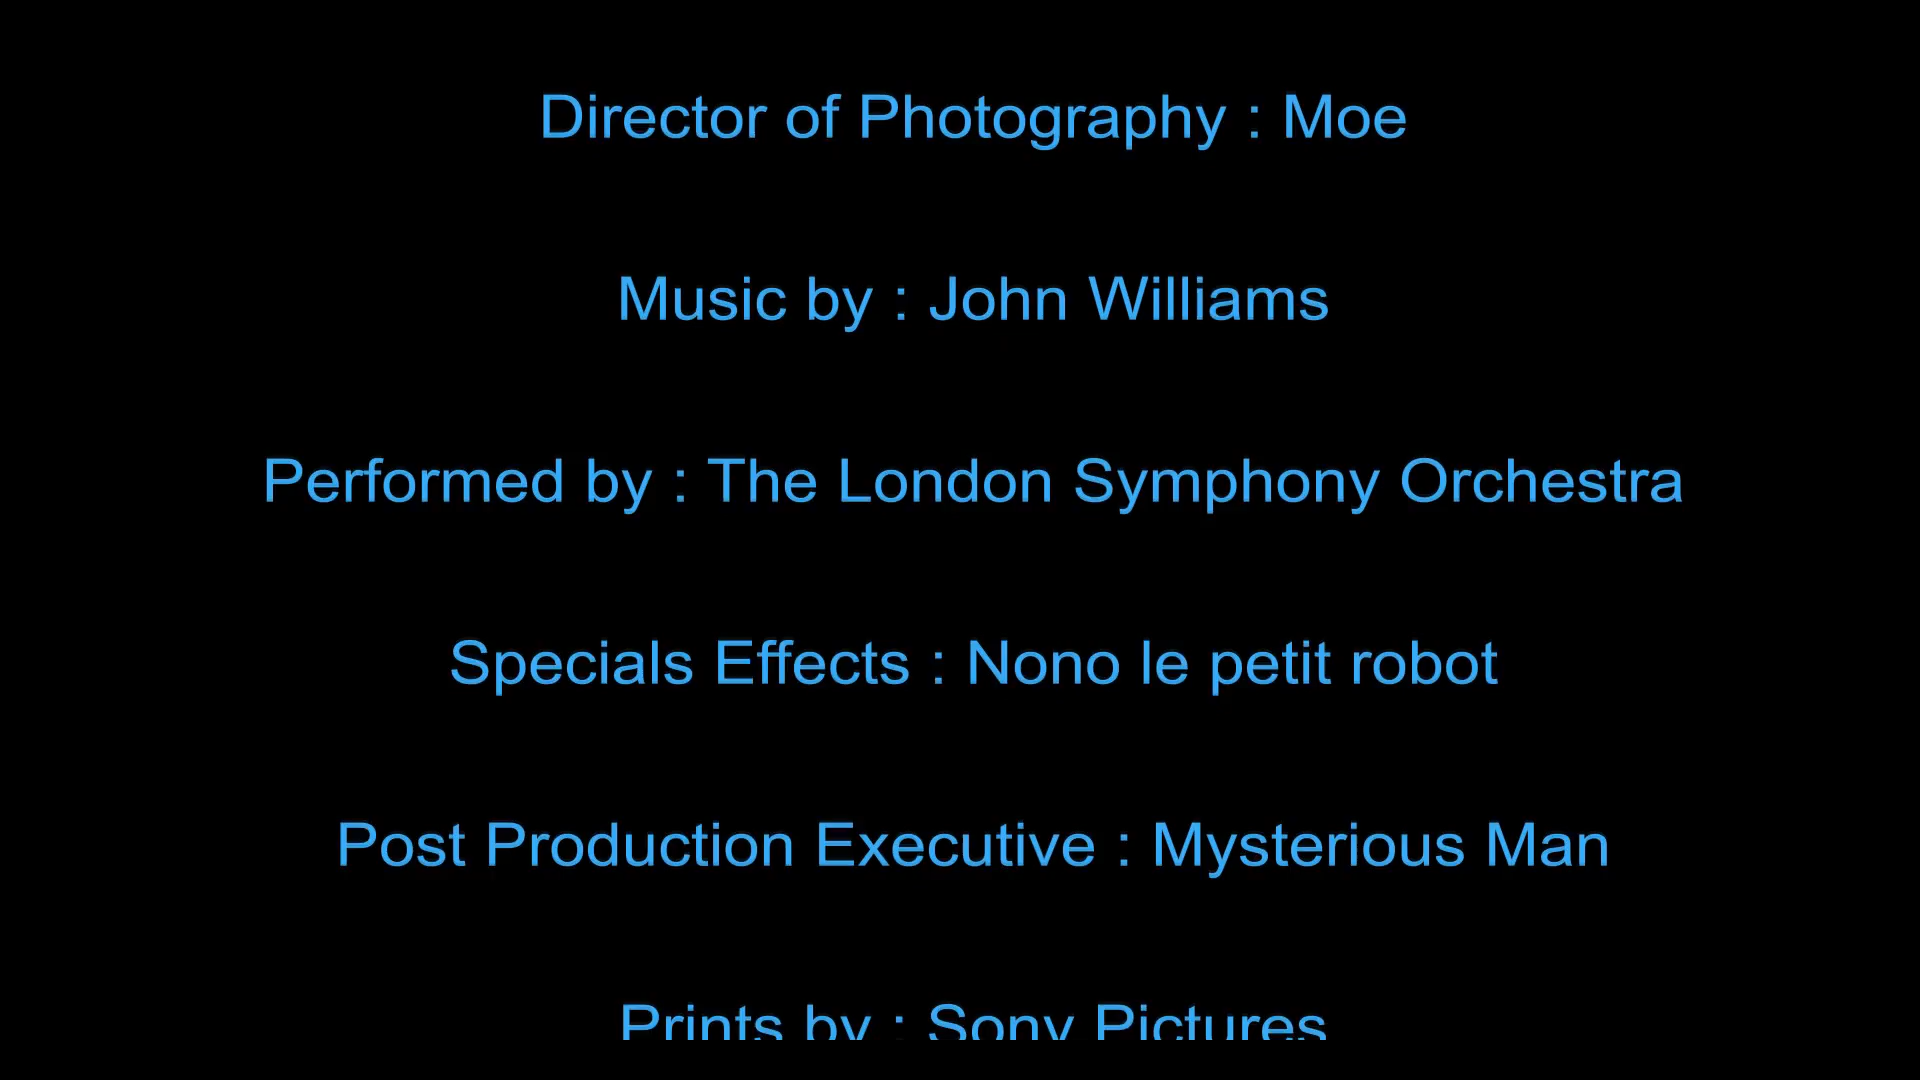 Director of Photography : Moe
Music by : John Williams
Performed by : The London Symphony Orchestra
Specials Effects : Nono le petit robot
Post Production Executive : Mysterious Man
Prints by : Sony Pictures